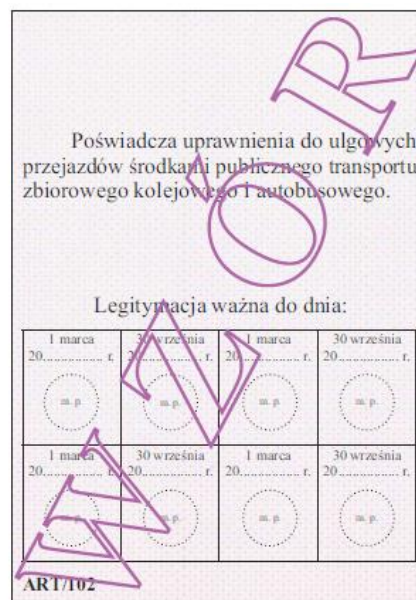 Poświadcza uprawnienia do ulgowych
przejazdów środkami publicznego transportu
zbiorowego kolejowego i autobusowego.
Legitymacja ważna do dnia:
1 marca 30 września 1 marca 30 września
20............ r. 20............ r. 20............ r. 20............ r.
m. p. m. p. m. p. m. p.
1 marca 30 września 1 marca 30 września
20............ r. 20............ r. 20............ r. 20............ r.
m. p. m. p. m. p. m. p.
ART/102
WZÓR